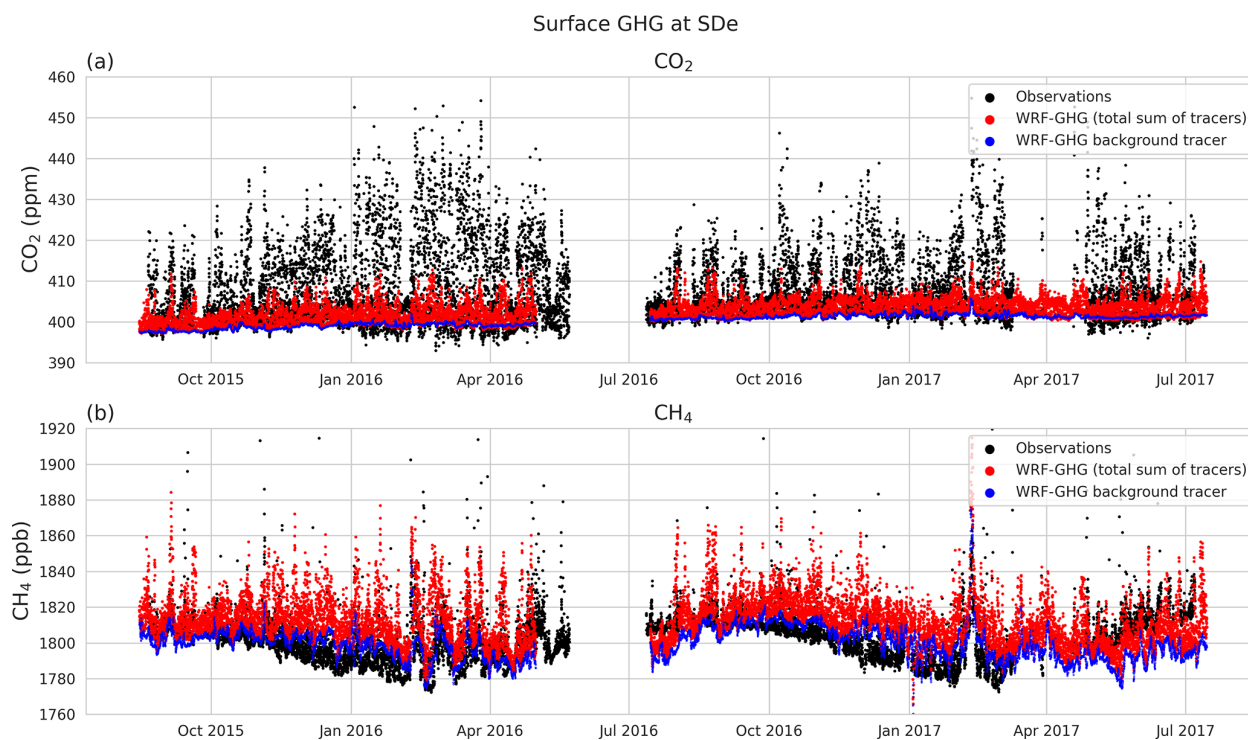 Surface GHG at SDe
(a)
CO₂
460
450
440
430
420
410
400
390
CO₂ (ppm)
Observations
WRF-GHG (total sum of tracers)
WRF-GHG background tracer
Oct 2015
Jan 2016
Apr 2016
Jul 2016
Oct 2016
Jan 2017
Apr 2017
Jul 2017
(b)
CH₄
1920
1900
1880
1860
1840
1820
1800
1780
1760
CH₄ (ppb)
Observations
WRF-GHG (total sum of tracers)
WRF-GHG background tracer
Oct 2015
Jan 2016
Apr 2016
Jul 2016
Oct 2016
Jan 2017
Apr 2017
Jul 2017